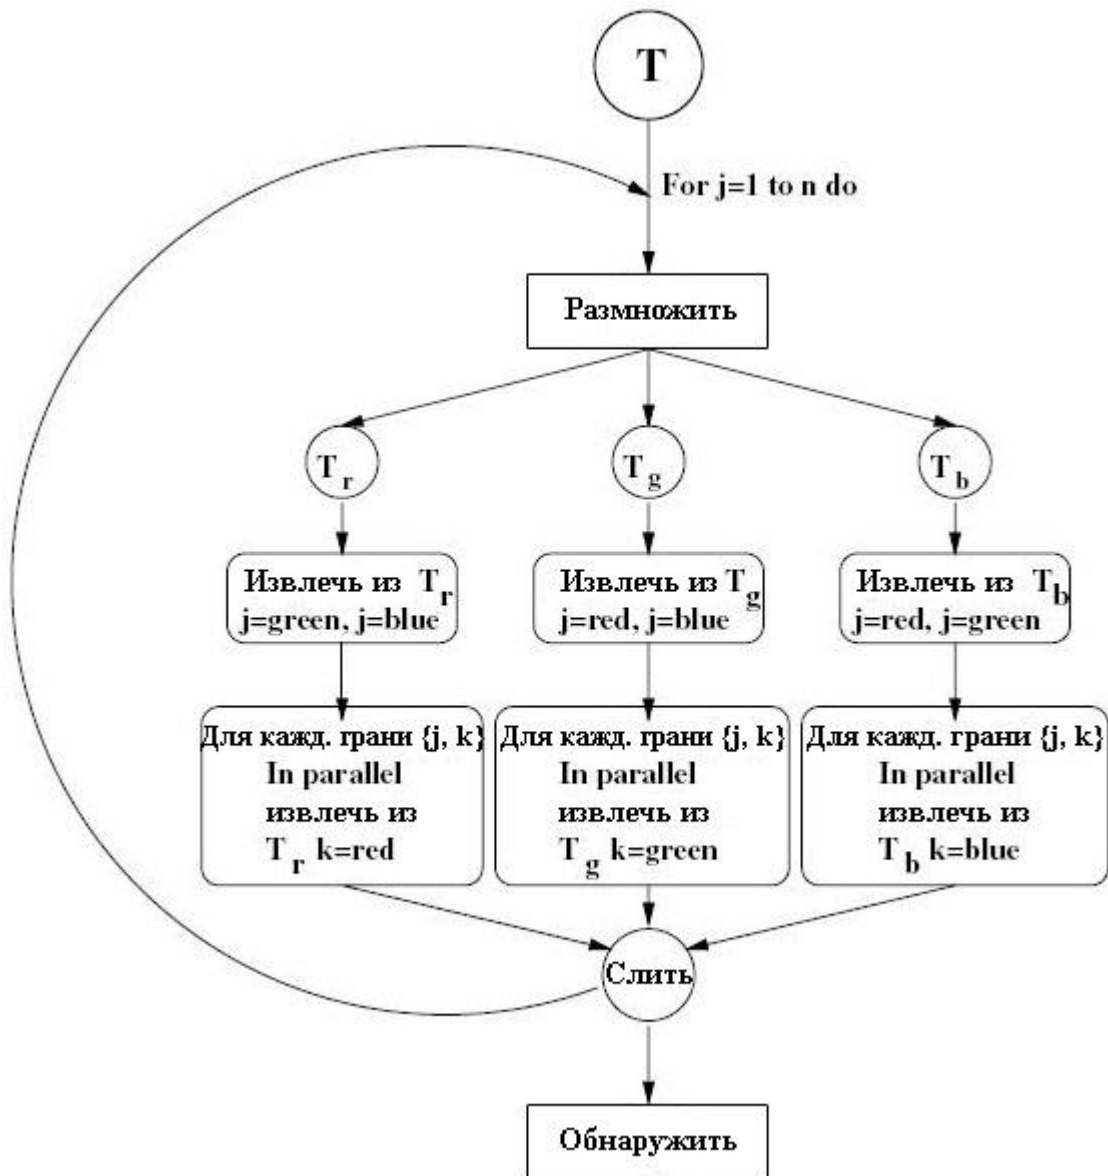 T
For j=1 to n do
Размножить
T r
T g
T b
Извлечь из T r
j=green, j=blue
Извлечь из T g
j=red, j=blue
Извлечь из T b
j=red, j=green
Для кажд. грани {j, k}
In parallel
извлечь из
T r k=red
Для кажд. грани {j, k}
In parallel
извлечь из
T g k=green
Для кажд. грани {j, k}
In parallel
извлечь из
T b k=blue
Слить
Обнаружить